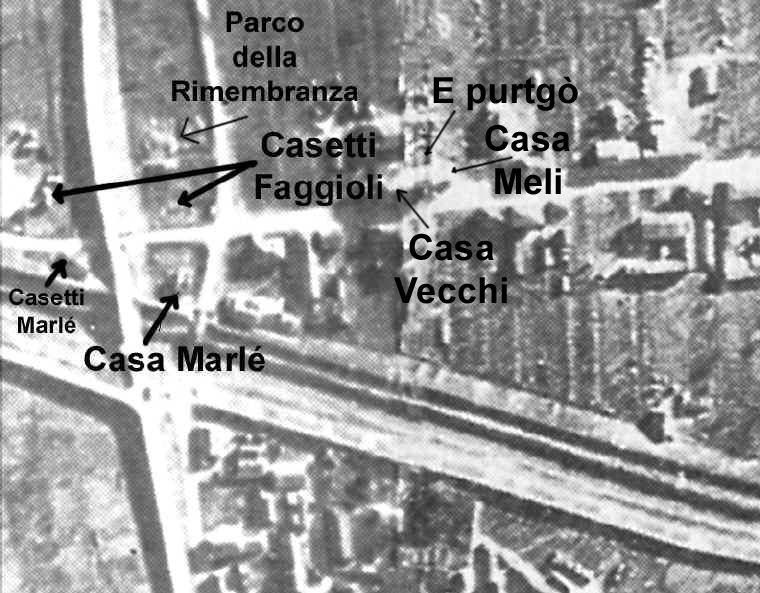 Parco
della
Rimembranza
E purtgò
Casetti
Faggioli
Casa
Meli
Casa
Vecchi
Casetti
Marlé
Casa Marlé